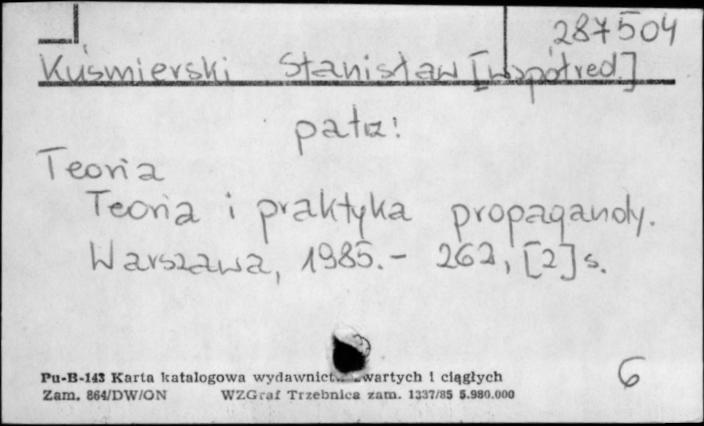 287504
Kuśmierski Stanisław [współred]
patrz:
Teoria
Teoria i praktyka propagandy.
Warszawa, 1985. - 262, [2] s.
6
Pu-B-143 Karta katalogowa wydawnictw zwartych i ciągłych
Zam. 864/DW/ON WZGraf Trzebnica zam. 1337/85 5.980.000